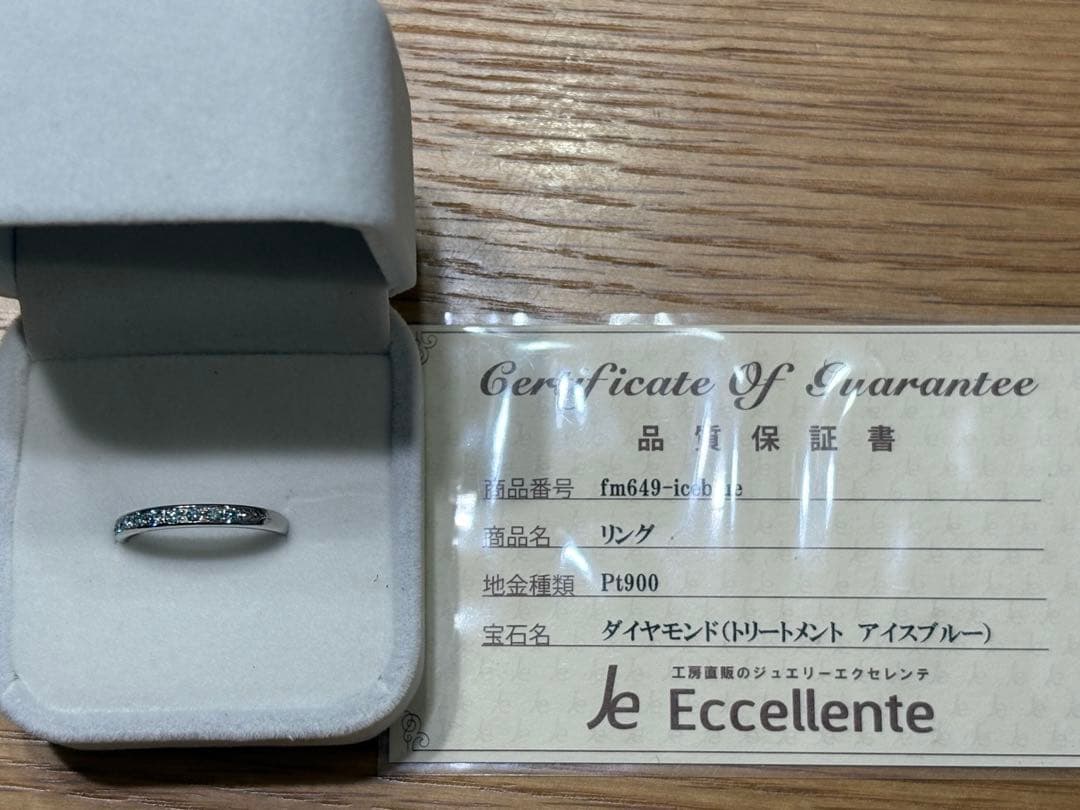 Certificate Of Guarantee
品質保証書
商品番号 fm649-iceblue
商品名 リング
地金種類 Pt900
宝石名 ダイヤモンド(トリートメント アイスブルー)
工房直販のジュエリーエクセレンテ
Je Eccellente